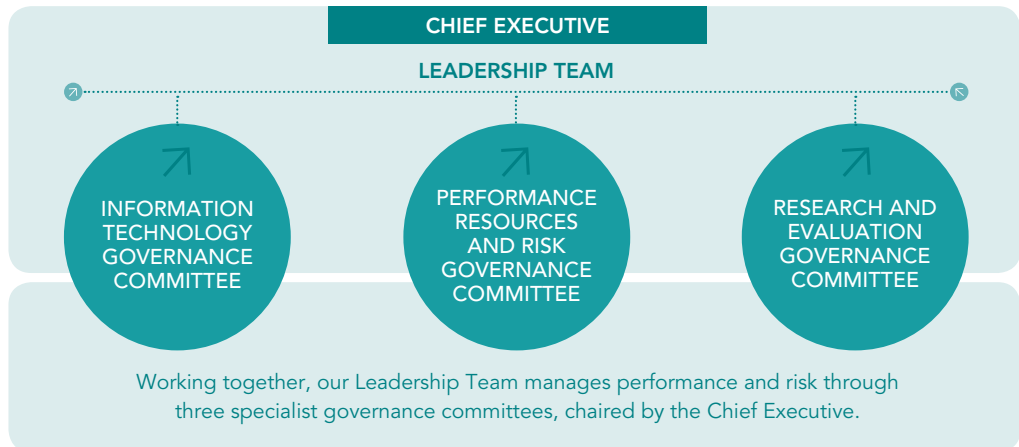 CHIEF EXECUTIVE
LEADERSHIP TEAM
INFORMATION
TECHNOLOGY
GOVERNANCE
COMMITTEE
PERFORMANCE
RESOURCES
AND RISK
GOVERNANCE
COMMITTEE
RESEARCH AND
EVALUATION
GOVERNANCE
COMMITTEE
Working together, our Leadership Team manages performance and risk through
three specialist governance committees, chaired by the Chief Executive.